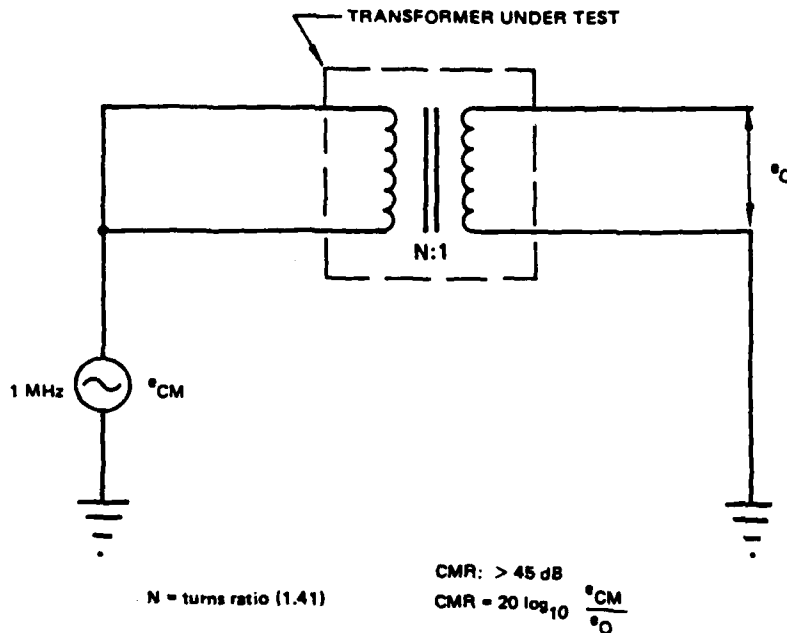 TRANSFORMER UNDER TEST
eO
N:1
1 MHz
eCM
N = turns ratio (1.41)
CMR: > 45 dB
CMR = 20 log10 eCM
eO